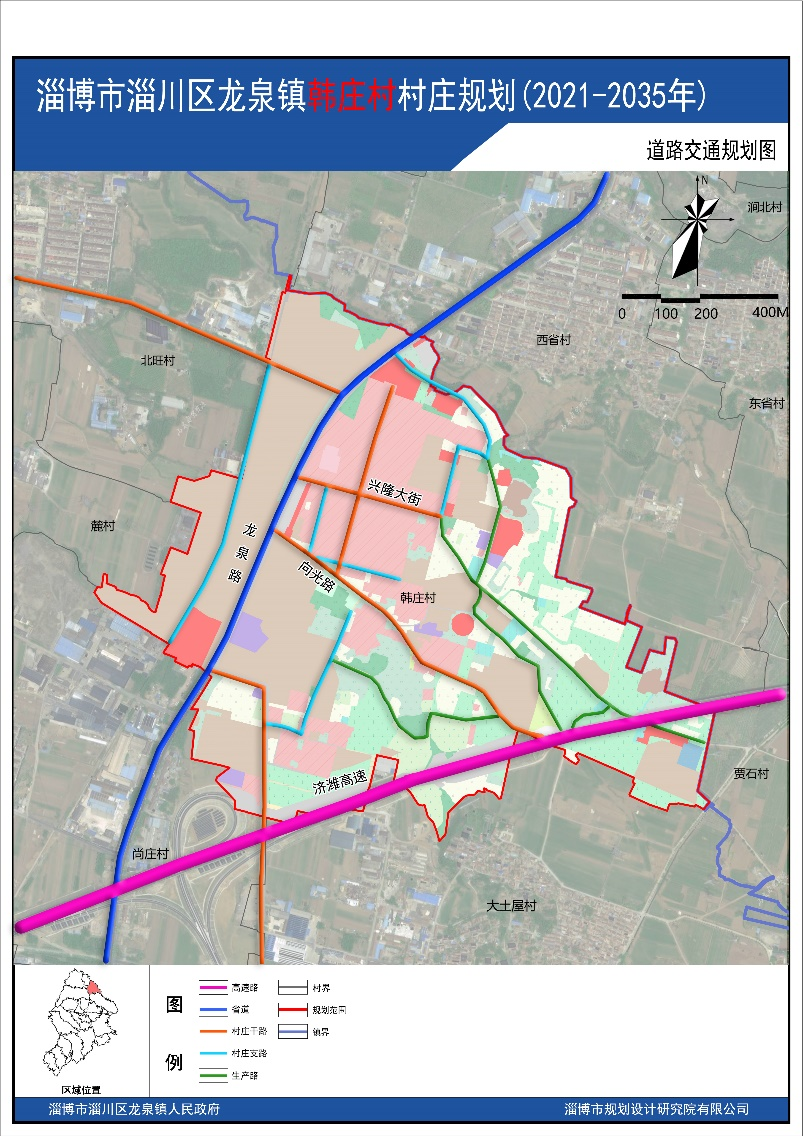 淄博市淄川区龙泉镇韩庄村村庄规划(2021-2035年)
道路交通规划图
N
涧北村
0 100 200 400M
西省村
北旺村
东省村
兴隆大街
麓村
龙泉路
向光路
韩庄村
济潍高速
贾石村
尚庄村
大土屋村
图例
高速路
村界
省道
规划范围
村庄干路
镇界
村庄支路
生产路
区域位置
淄博市淄川区龙泉镇人民政府
淄博市规划设计研究院有限公司